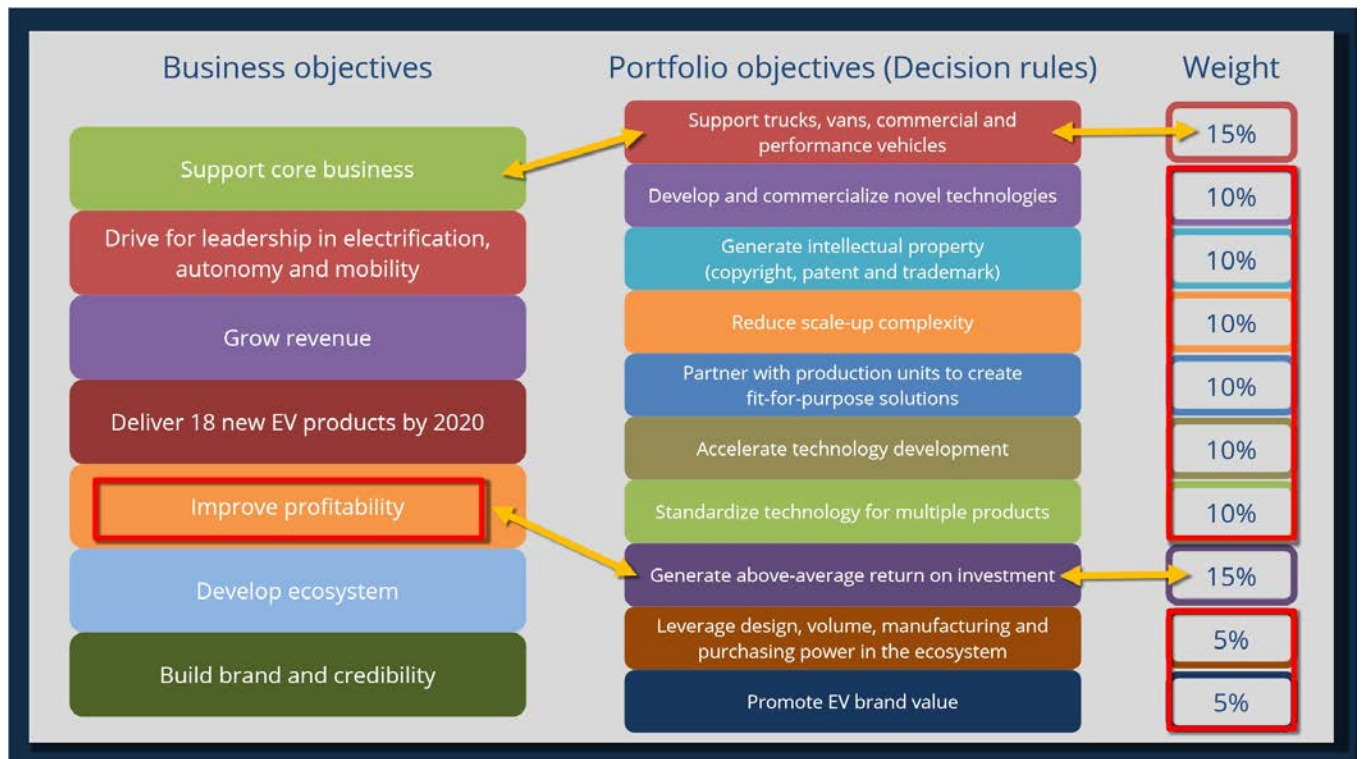 Business objectives
Support core business
Drive for leadership in electrification,
autonomy and mobility
Grow revenue
Deliver 18 new EV products by 2020
Improve profitability
Develop ecosystem
Build brand and credibility
Portfolio objectives (Decision rules)
Support trucks, vans, commercial and
performance vehicles
Develop and commercialize novel technologies
Generate intellectual property
(copyright, patent and trademark)
Reduce scale-up complexity
Partner with production units to create
fit-for-purpose solutions
Accelerate technology development
Standardize technology for multiple products
Generate above-average return on investment
Leverage design, volume, manufacturing and
purchasing power in the ecosystem
Promote EV brand value
Weight
15%
10%
10%
10%
10%
10%
10%
15%
5%
5%